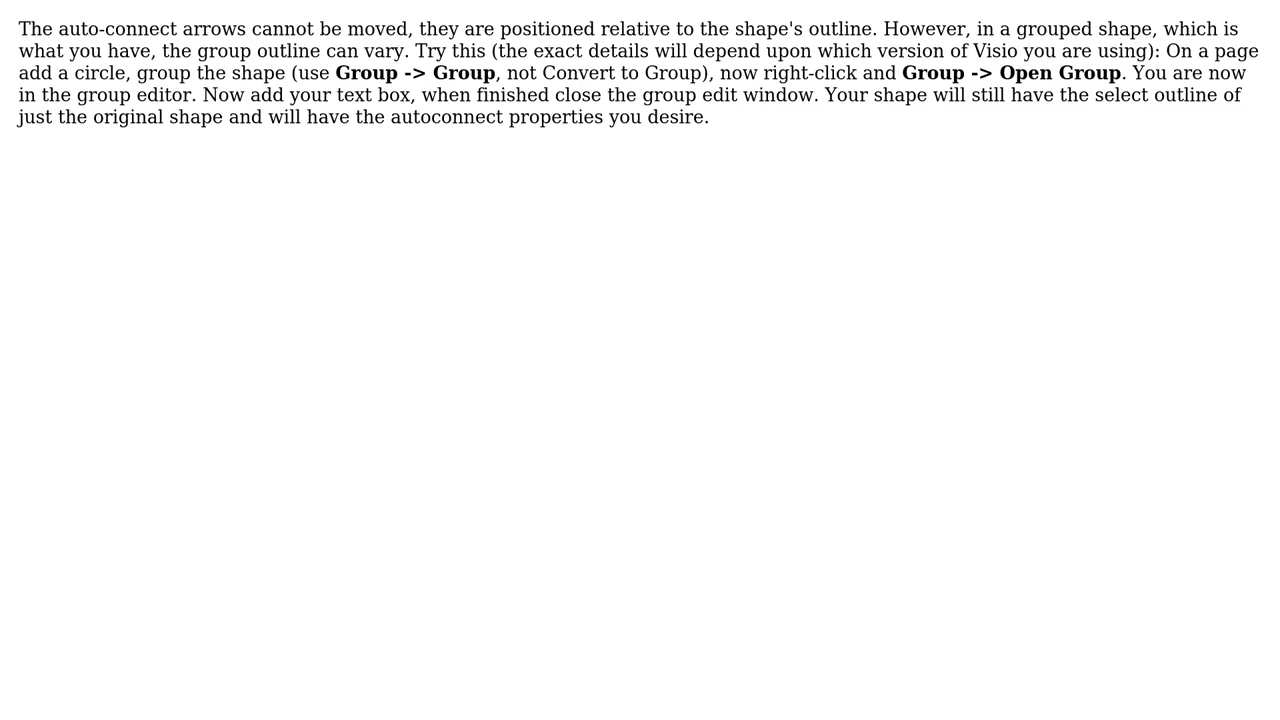 The auto-connect arrows cannot be moved, they are positioned relative to the shape's outline. However, in a grouped shape, which is
what you have, the group outline can vary. Try this (the exact details will depend upon which version of Visio you are using): On a page
add a circle, group the shape (use Group -> Group, not Convert to Group), now right-click and Group -> Open Group. You are now
in the group editor. Now add your text box, when finished close the group edit window. Your shape will still have the select outline of
just the original shape and will have the autoconnect properties you desire.